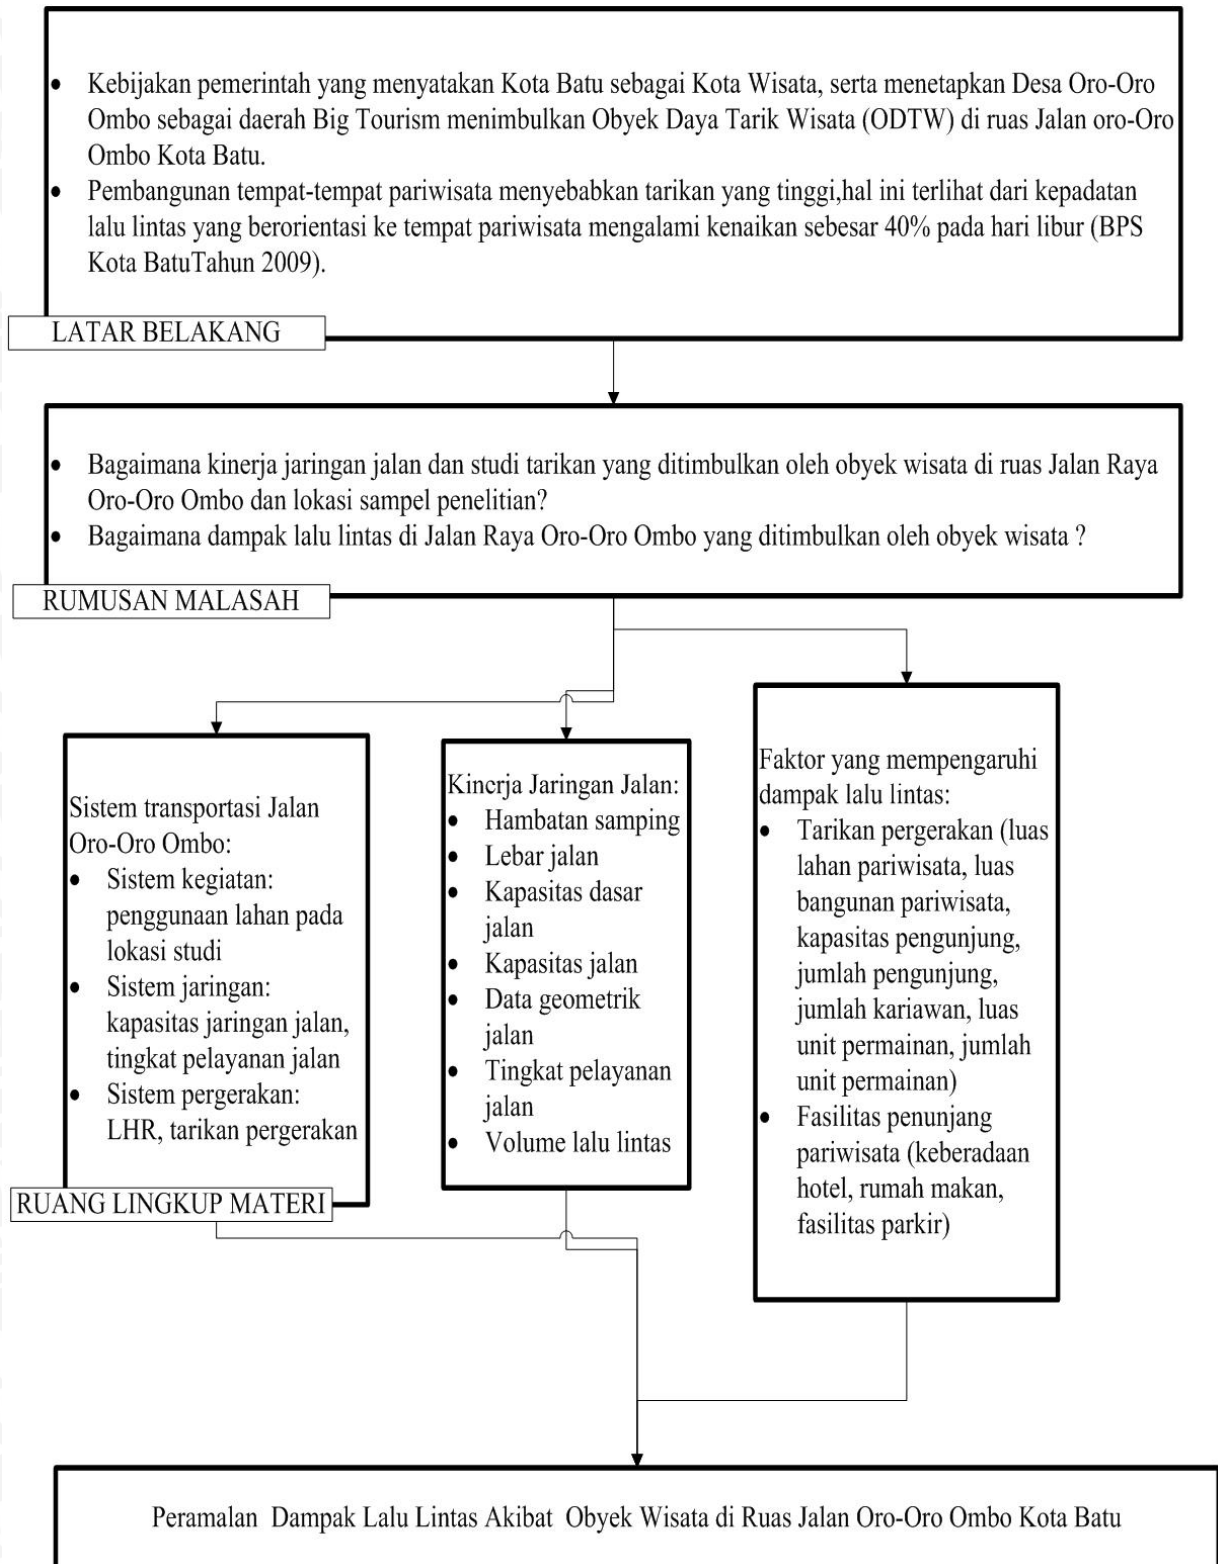 • Kebijakan pemerintah yang menyatakan Kota Batu sebagai Kota Wisata, serta menetapkan Desa Oro-Oro
Ombo sebagai daerah Big Tourism menimbulkan Obyek Daya Tarik Wisata (ODTW) di ruas Jalan oro-Oro
Ombo Kota Batu.
• Pembangunan tempat-tempat pariwisata menyebabkan tarikan yang tinggi,hal ini terlihat dari kepadatan
lalu lintas yang berorientasi ke tempat pariwisata mengalami kenaikan sebesar 40% pada hari libur (BPS
Kota BatuTahun 2009).
LATAR BELAKANG
• Bagaimana kinerja jaringan jalan dan studi tarikan yang ditimbulkan oleh obyek wisata di ruas Jalan Raya
Oro-Oro Ombo dan lokasi sampel penelitian?
• Bagaimana dampak lalu lintas di Jalan Raya Oro-Oro Ombo yang ditimbulkan oleh obyek wisata ?
RUMUSAN MALASAH
Sistem transportasi Jalan
Oro-Oro Ombo:
• Sistem kegiatan:
penggunaan lahan pada
lokasi studi
• Sistem jaringan:
kapasitas jaringan jalan,
tingkat pelayanan jalan
• Sistem pergerakan:
LHR, tarikan pergerakan
RUANG LINGKUP MATERI
Kinerja Jaringan Jalan:
• Hambatan samping
• Lebar jalan
• Kapasitas dasar
jalan
• Kapasitas jalan
• Data geometrik
jalan
• Tingkat pelayanan
jalan
• Volume lalu lintas
Faktor yang mempengaruhi
dampak lalu lintas:
• Tarikan pergerakan (luas
lahan pariwisata, luas
bangunan pariwisata,
kapasitas pengunjung,
jumlah pengunjung,
jumlah kariawan, luas
unit permainan, jumlah
unit permainan)
• Fasilitas penunjang
pariwisata (keberadaan
hotel, rumah makan,
fasilitas parkir)
Peramalan Dampak Lalu Lintas Akibat Obyek Wisata di Ruas Jalan Oro-Oro Ombo Kota Batu